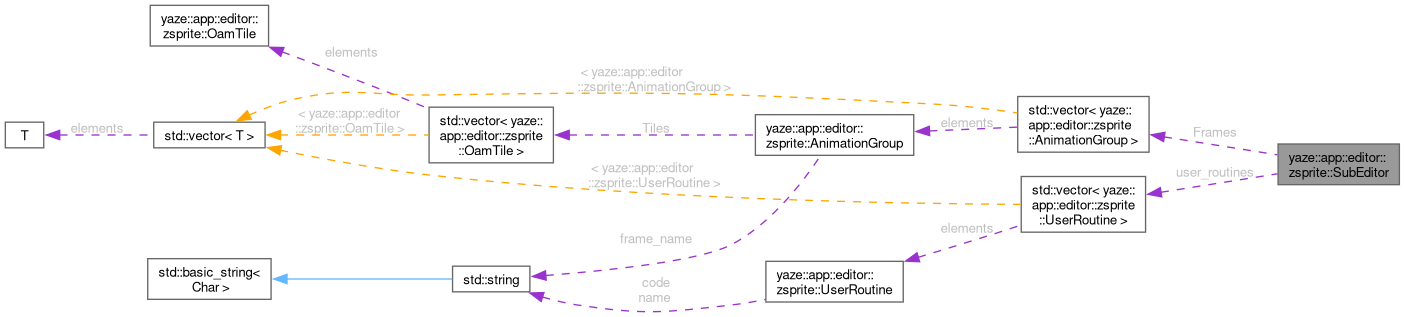 yaze::app::editor::
zsprite::OamTile
elements
< yaze::app::editor
::zsprite::AnimationGroup >
< yaze::app::editor
::zsprite::OamTile >
T
elements
std::vector< T >
std::vector< yaze::
app::editor::zsprite
::OamTile >
Tiles
yaze::app::editor::
zsprite::AnimationGroup
elements
std::vector< yaze::
app::editor::zsprite
::AnimationGroup >
Frames
yaze::app::editor::
zsprite::SubEditor
user_routines
< yaze::app::editor
::zsprite::UserRoutine >
std::vector< yaze::
app::editor::zsprite
::UserRoutine >
elements
frame_name
std::basic_string<
Char >
std::string
code
name
yaze::app::editor::
zsprite::UserRoutine